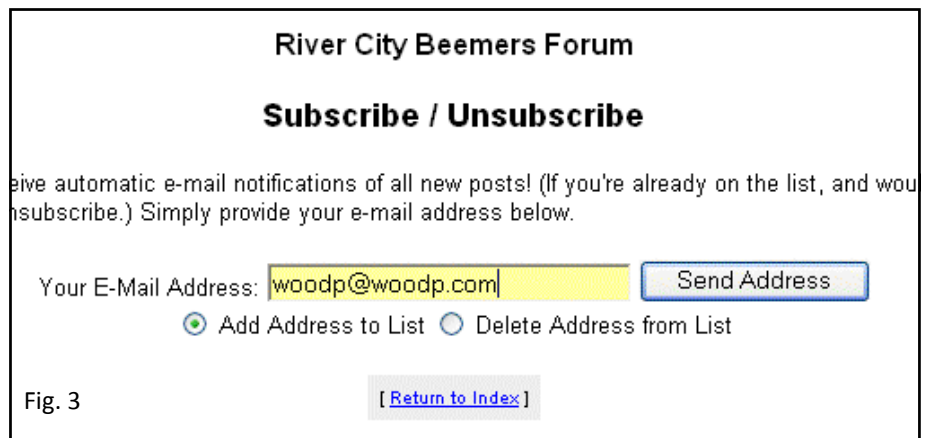 River City Beemers Forum
Subscribe / Unsubscribe
eive automatic e-mail notifications of all new posts! (If you're already on the list, and wou
nsubscribe.) Simply provide your e-mail address below.
Your E-Mail Address: woodp@woodp.com Send Address
Add Address to List Delete Address from List
Fig. 3 [ Return to Index ]